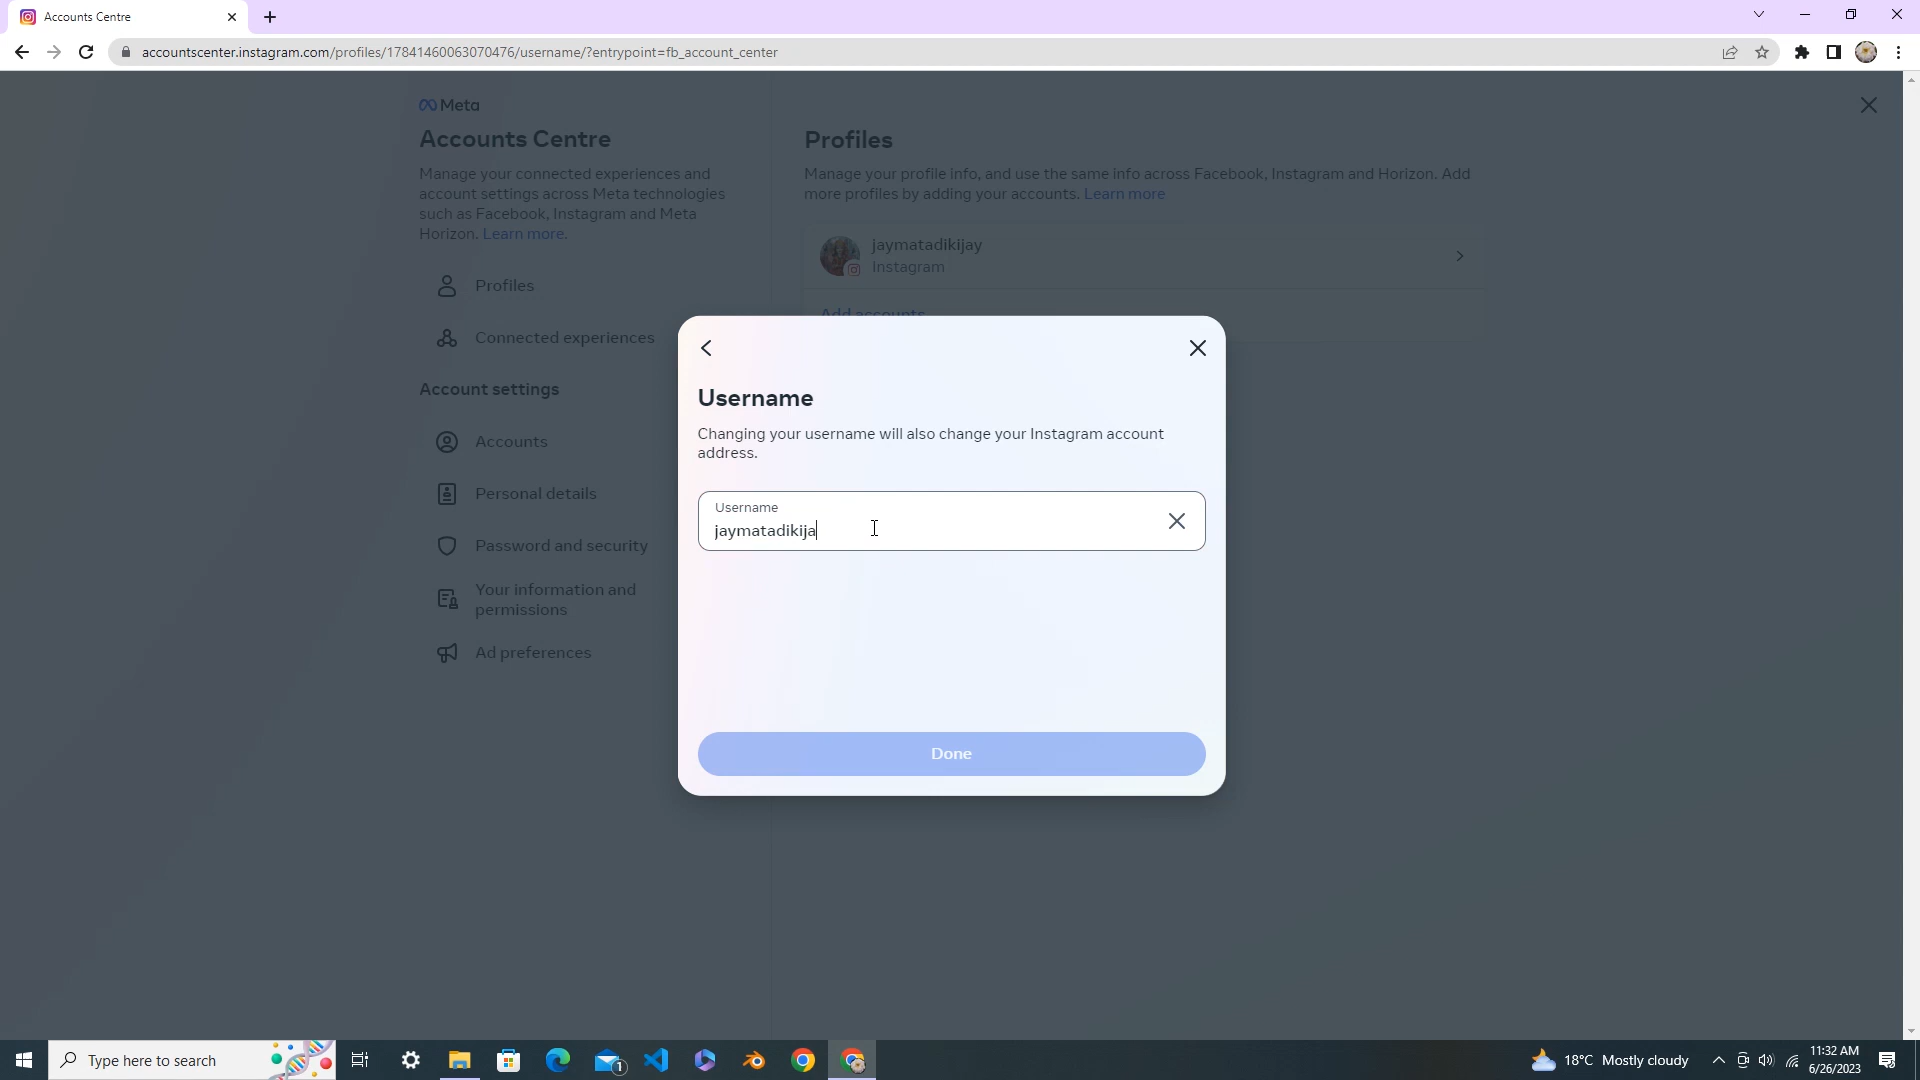 Accounts Centre
accountscenter.instagram.com/profiles/17841460063070476/username/?entrypoint=fb_account_center
Meta
Accounts Centre
Manage your connected experiences and
account settings across Meta technologies
such as Facebook, Instagram and Meta
Horizon. Learn more.
Profiles
Connected experiences
Account settings
Accounts
Personal details
Password and security
Your information and
permissions
Ad preferences
Profiles
Manage your profile info, and use the same info across Facebook, Instagram and Horizon. Add
more profiles by adding your accounts. Learn more
jaymatadikijay
Instagram
Add accounts
Username
Changing your username will also change your Instagram account
address.
Username
jaymatadikija
Done
Type here to search
1
18°C Mostly cloudy
11:32 AM
6/26/2023